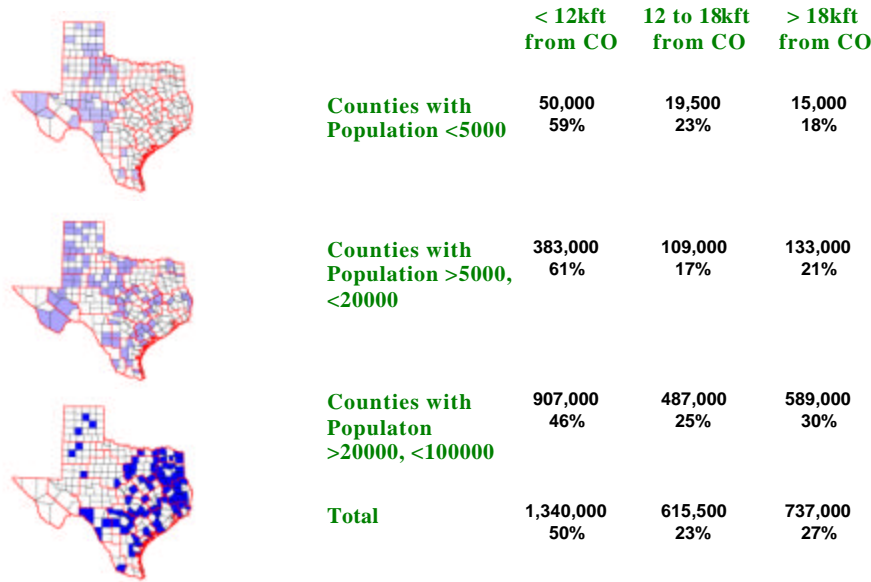 < 12kft 12 to 18kft > 18kft
from CO from CO from CO
Counties with 50,000 19,500 15,000
Population <5000 59% 23% 18%
Counties with 383,000 109,000 133,000
Population >5000, 61% 17% 21%
<20000
Counties with 907,000 487,000 589,000
Populaton 46% 25% 30%
>20000, <100000
Total 1,340,000 615,500 737,000
50% 23% 27%